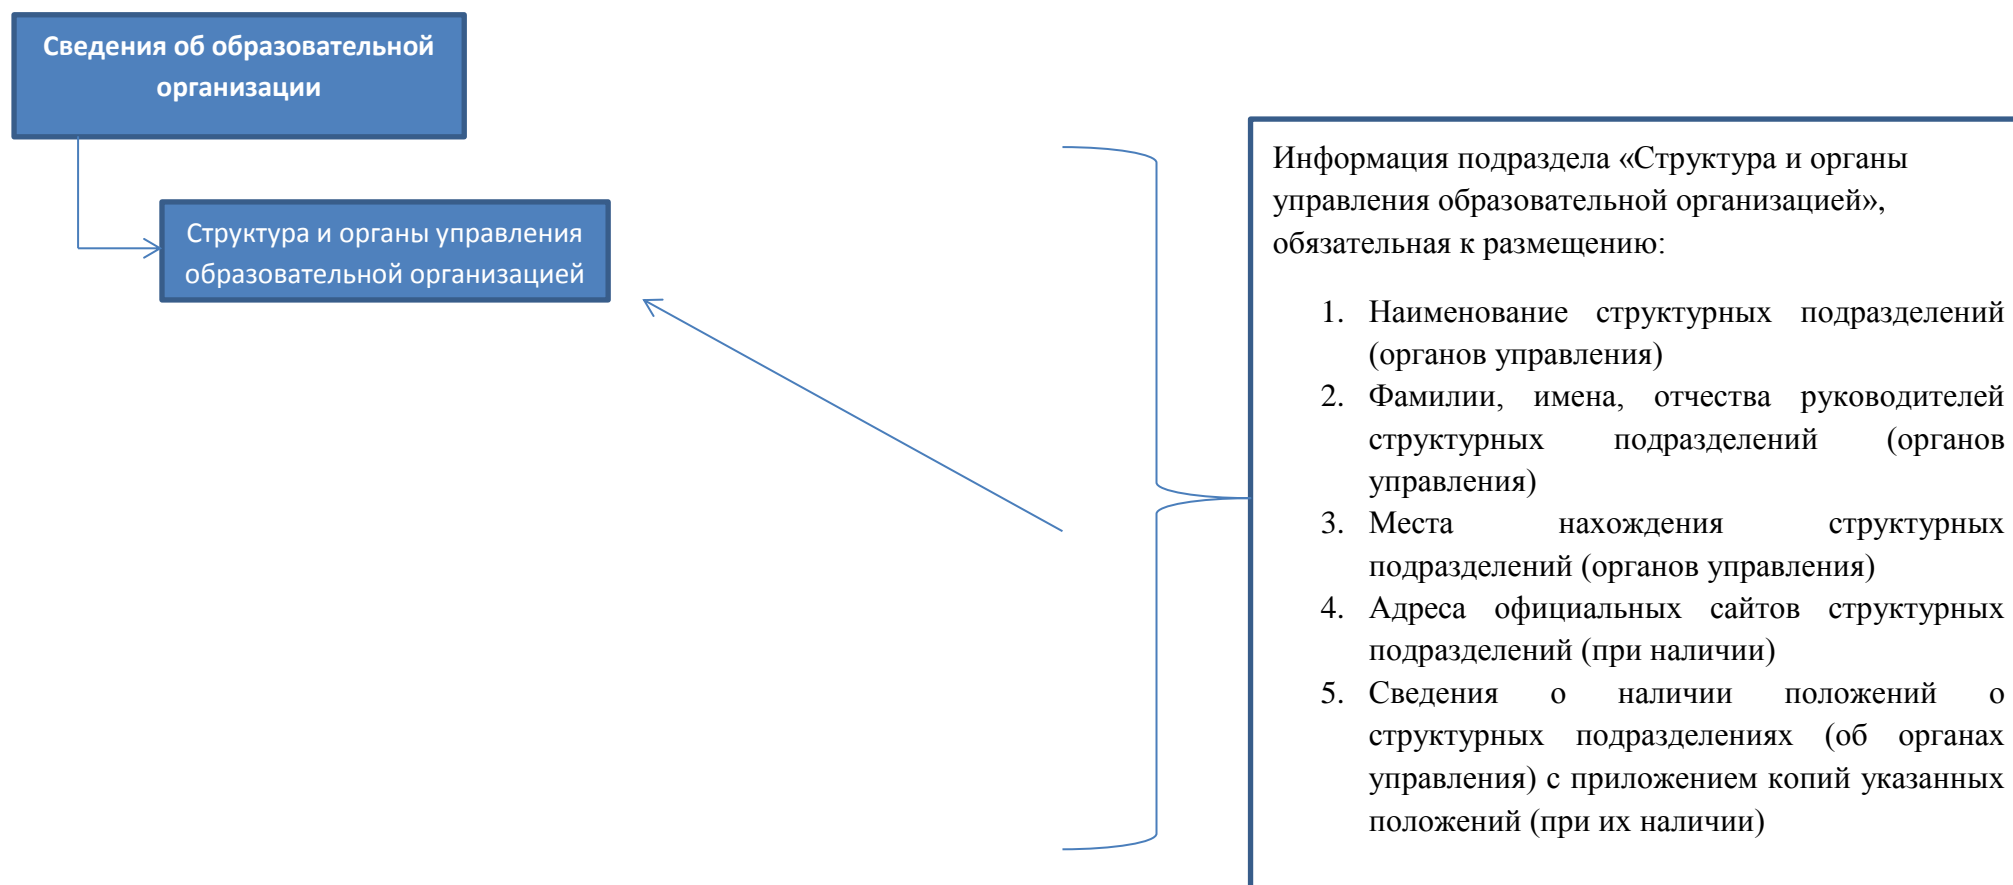 Сведения об образовательной
организации
Структура и органы управления
образовательной организацией
Информация подраздела «Структура и органы
управления образовательной организацией»,
обязательная к размещению:
1. Наименование структурных подразделений
(органов управления)
2. Фамилии, имена, отчества руководителей
структурных подразделений (органов
управления)
3. Места нахождения структурных
подразделений (органов управления)
4. Адреса официальных сайтов структурных
подразделений (при наличии)
5. Сведения о наличии положений о
структурных подразделениях (об органах
управления) с приложением копий указанных
положений (при их наличии)